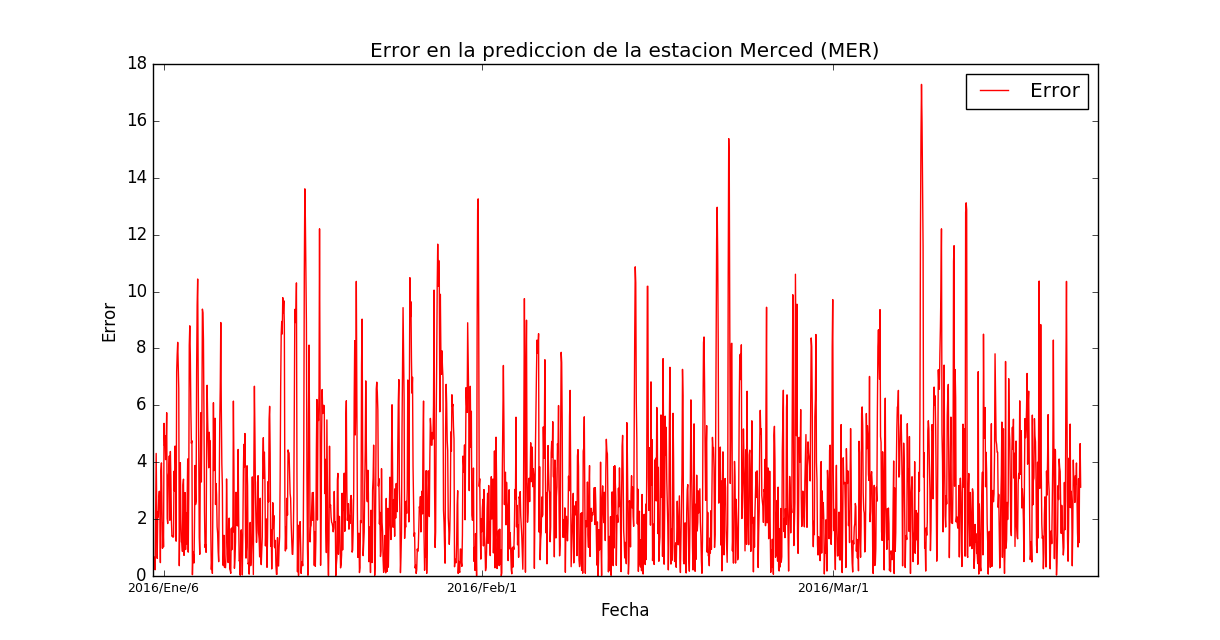 Error en la prediccion de la estacion Merced (MER)
18
16
14
12
10
8
6
4
2
0
Error
Error
2016/Ene/6
2016/Feb/1
2016/Mar/1
Fecha